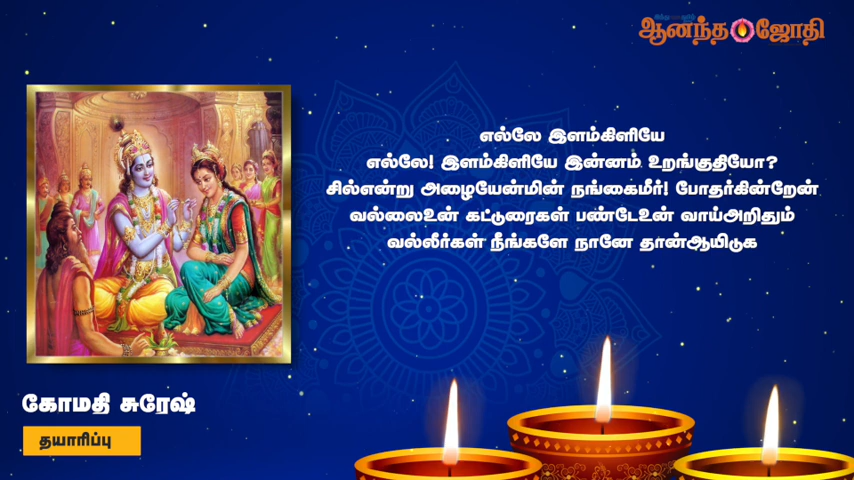 ஆனந்த ஜோதி
எல்லே இளம்கிளியே
எல்லே! இளம்கிளியே இன்னம் உறங்குதியோ?
சில்என்று அழையேன்மின் நங்கைமீர்! போதர்கின்றேன்
வல்லைஉன் கட்டுரைகள் பண்டேஉன் வாய்அறிதும்
வல்லீர்கள் நீங்களே நானே தான்ஆயிடுக
கோமதி சுரேஷ்
தயாரிப்பு